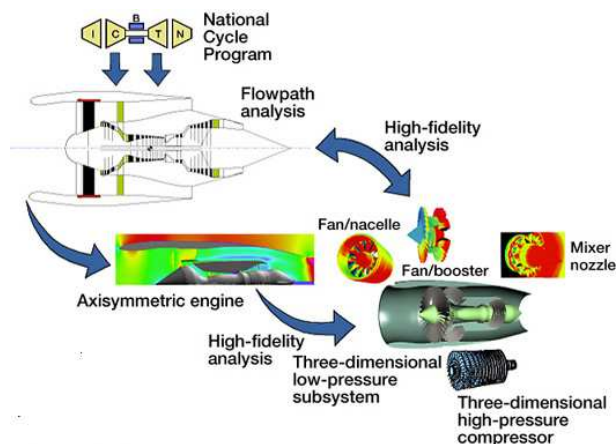 B
I C T N
National
Cycle
Program
Flowpath
analysis
High-fidelity
analysis
Fan/nacelle
Fan/booster
Mixer
nozzle
Axisymmetric engine
High-fidelity
analysis
Three-dimensional
low-pressure
subsystem
Three-dimensional
high-pressure
compressor